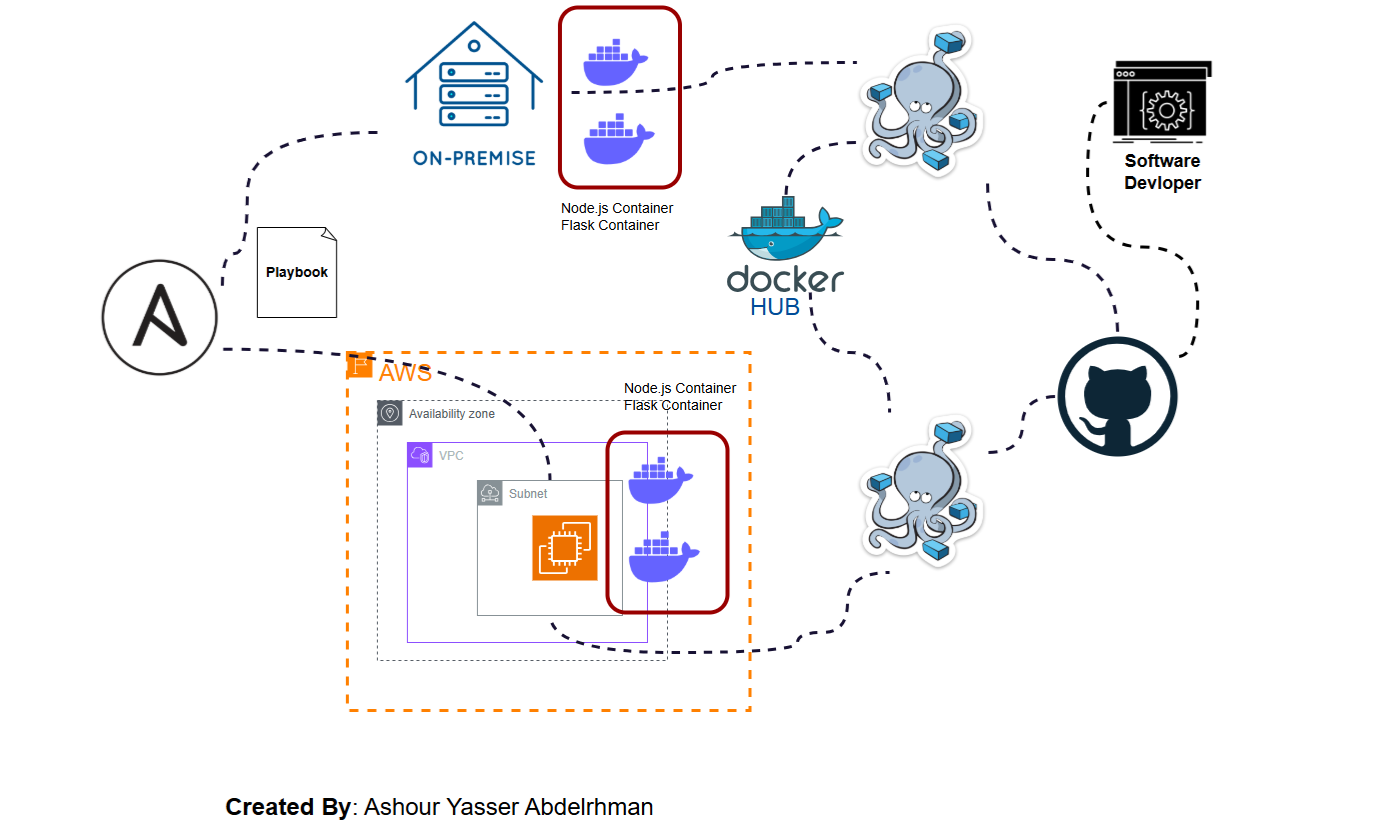 ON-PREMISE
Node.js Container
Flask Container
Software
Devloper
Playbook
docker
HUB
AWS
Node.js Container
Flask Container
Availability zone
VPC
Subnet
Created By: Ashour Yasser Abdelrhman